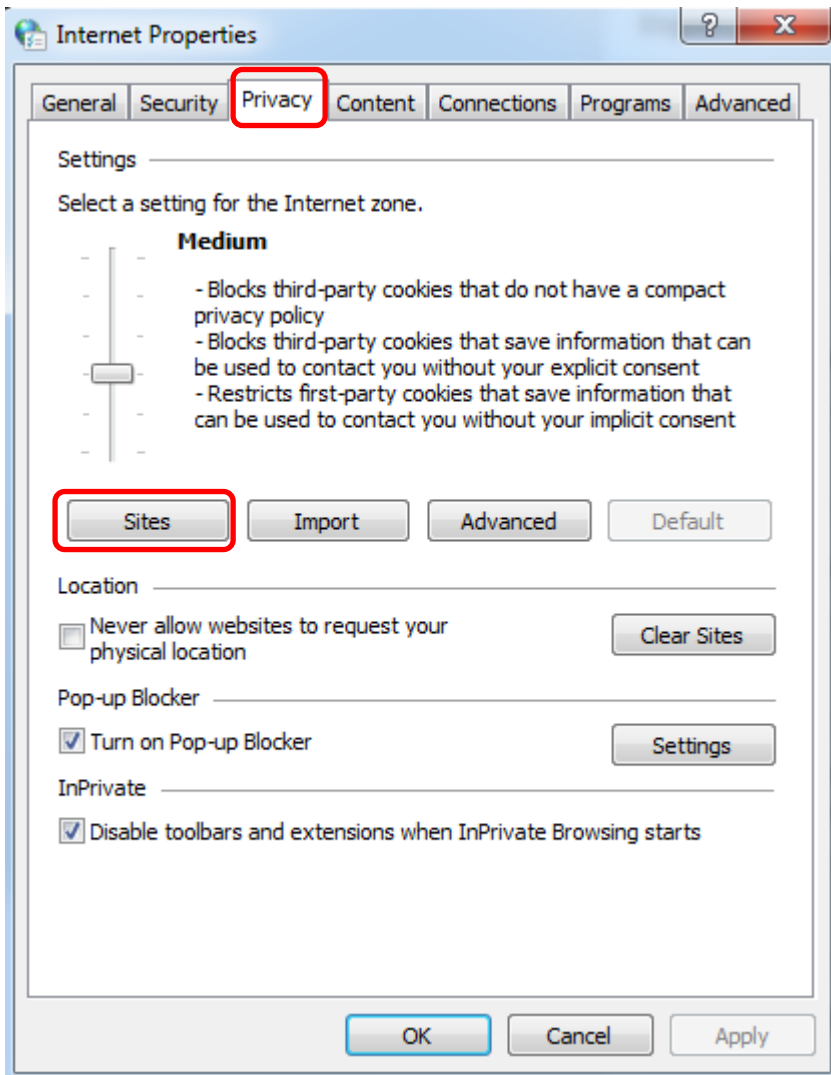 Internet Properties
?
X
General Security Privacy Content Connections Programs Advanced
Settings
Select a setting for the Internet zone.
Medium
- Blocks third-party cookies that do not have a compact
privacy policy
- Blocks third-party cookies that save information that can
be used to contact you without your explicit consent
- Restricts first-party cookies that save information that
can be used to contact you without your implicit consent
Sites Import Advanced Default
Location
Never allow websites to request your
physical location
Clear Sites
Pop-up Blocker
Turn on Pop-up Blocker
Settings
InPrivate
Disable toolbars and extensions when InPrivate Browsing starts
OK Cancel Apply